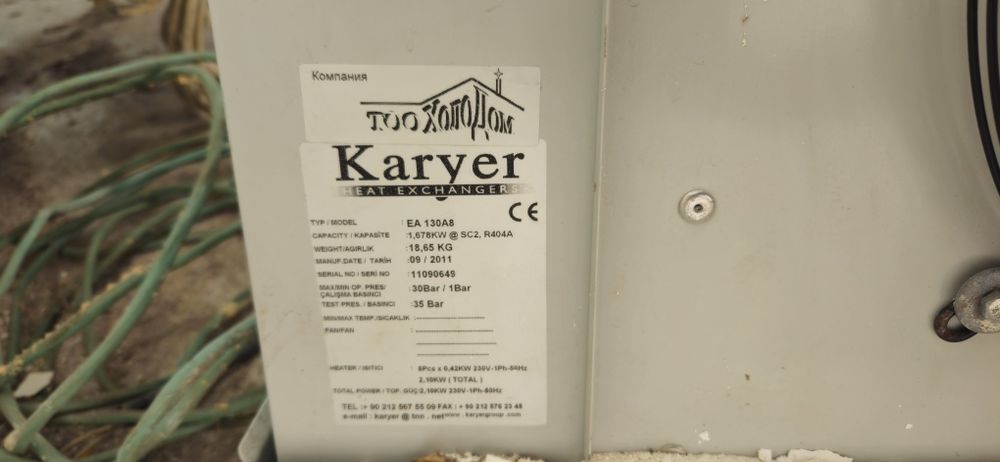 Компания
ТОО ХолоДом
Karyer
HEAT EXCHANGERS
CE
TYP / MODEL : EA 130A8
CAPACITY / KAPASİTE :1,678KW @ SC2, R404A
WEIGHT/AGIRLIK :18,65 KG
MANUF.DATE / TARİH :09 / 2011
SERIAL NO / SERİ NO :11090649
MAX/MIN OP. PRES/ :30Bar / 1Bar
ÇALIŞMA BASINCI
TEST PRES. / BASINCI :35 Bar
MIN/MAX TEMP./SICAKLIK :
FAN/FAN :
HEATER / ISITICI : 5Pcs x 0,42KW 230V-1Ph-50Hz
2,10KW ( TOTAL )
TOTAL POWER / TOP. GÜÇ:2,10KW 230V-1Ph-50Hz
TEL :+ 90 212 567 55 09 FAX : + 90 212 576 23 45
e-mail : karyer @ tnn . net www . karyergroup .com